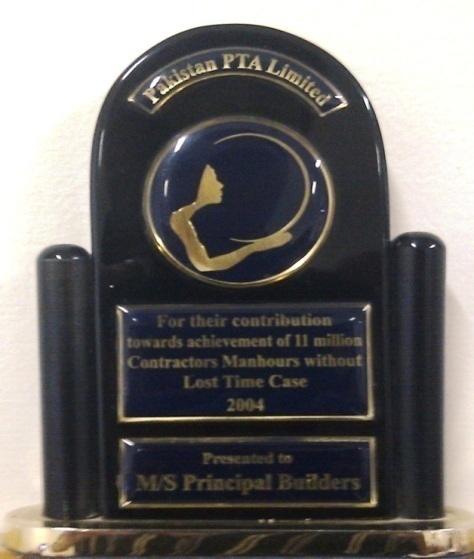 Pakistan PTA Limited
For their contribution
towards achievement of 11 million
Contractors Manhours without
Lost Time Case
2004
Presented to
M/S Principal Builders